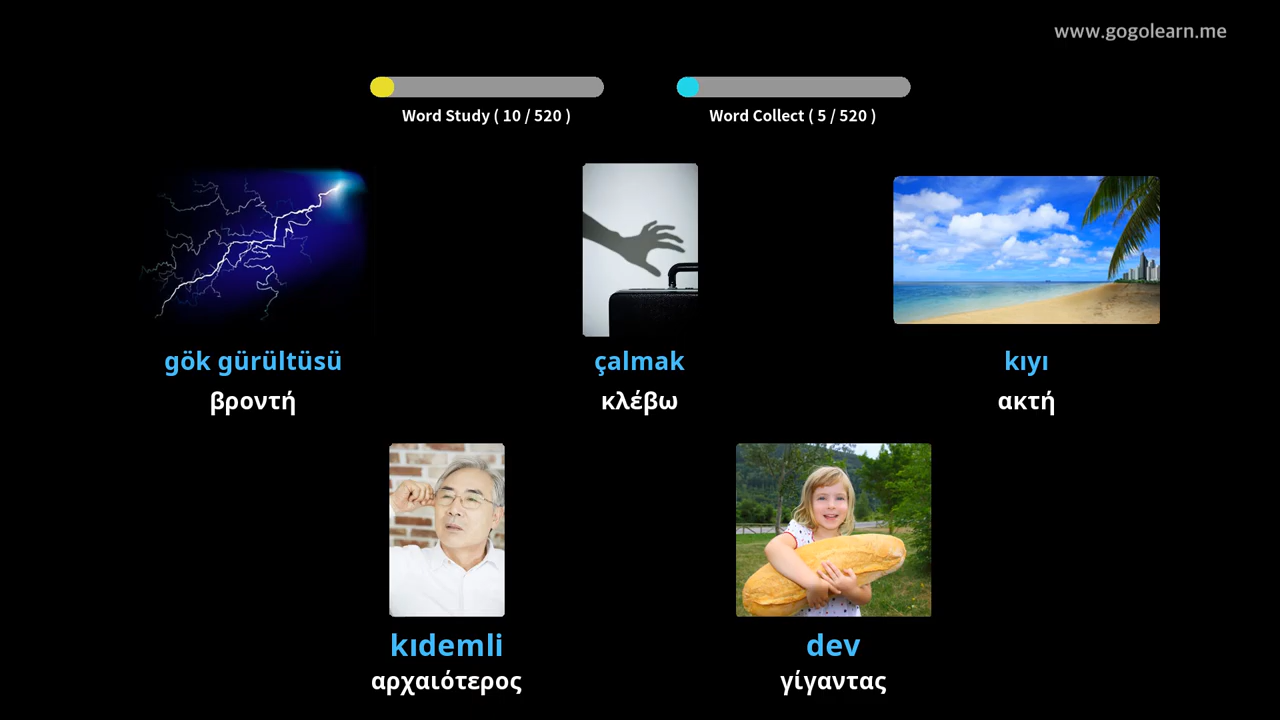 www.gogolearn.me
Word Study ( 10 / 520 )
Word Collect ( 5 / 520 )
gök gürültüsü
βροντή
çalmak
κλέβω
kıyı
ακτή
kıdemli
αρχαιότερος
dev
γίγαντας